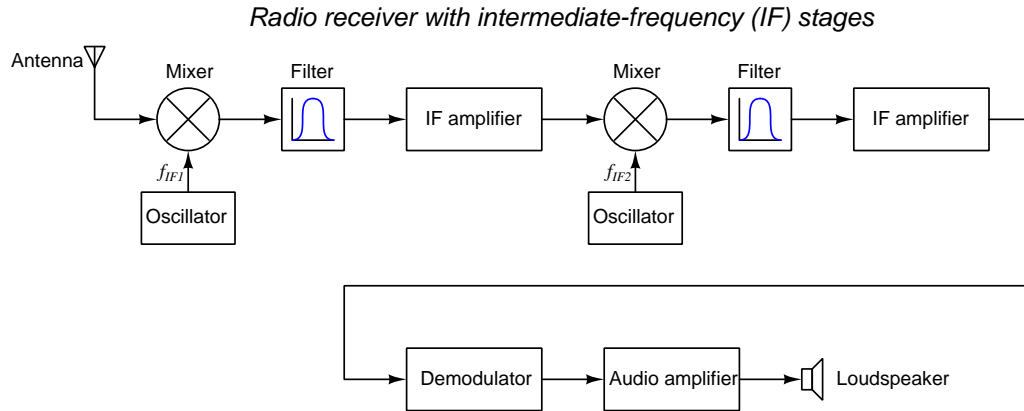 Radio receiver with intermediate-frequency (IF) stages
Antenna
Mixer
Filter
IF amplifier
Mixer
Filter
IF amplifier
fIF1
Oscillator
fIF2
Oscillator
Demodulator
Audio amplifier
Loudspeaker